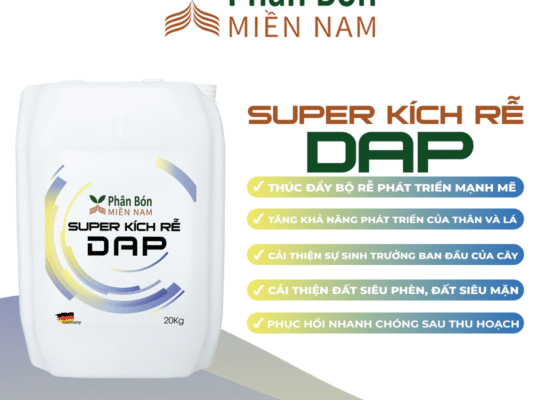 Phân Bón
MIỀN NAM
SUPER KÍCH RỄ
DAP
✓ THÚC ĐẨY BỘ RỄ PHÁT TRIỂN MẠNH MẼ
✓ TĂNG KHẢ NĂNG PHÁT TRIỂN CỦA THÂN VÀ LÁ
✓ CẢI THIỆN SỰ SINH TRƯỞNG BAN ĐẦU CỦA CÂY
✓ CẢI THIỆN ĐẤT SIÊU PHÈN, ĐẤT SIÊU MẶN
✓ PHỤC HỒI NHANH CHÓNG SAU THU HOẠCH
Phân Bón
MIỀN NAM
SUPER KÍCH RỄ
DAP
Germany
20Kg